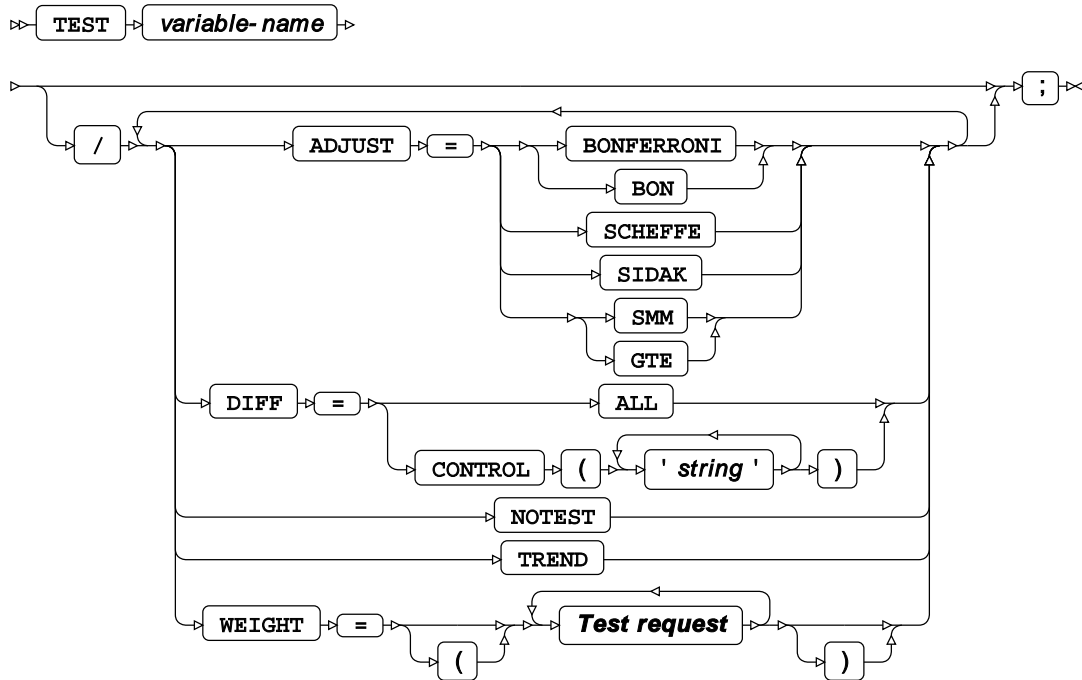 TEST variable-name
;
/ ADJUST = BONFERRONI
BON
SCHEFFE
SIDAK
SMM
GTE
DIFF = ALL
CONTROL ( ' string ' )
NOTEST
TREND
WEIGHT = Test request
( )